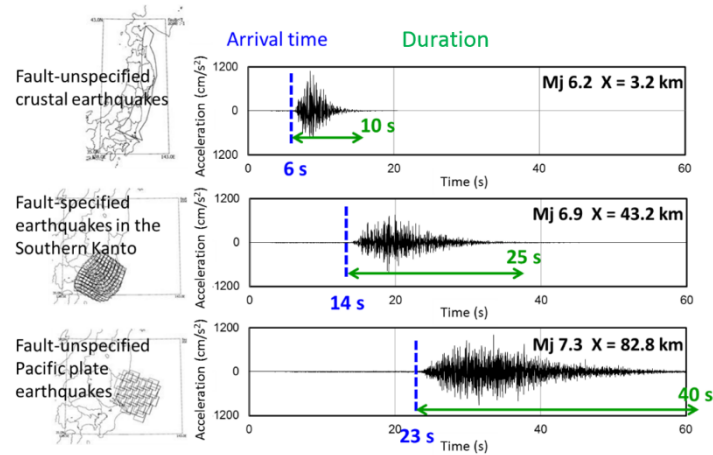 Arrival time
Duration
Fault-unspecified
crustal earthquakes
Acceleration (cm/s²)
1200
0
1200
Mj 6.2 X = 3.2 km
10 s
6 s
0
20
40
60
Time (s)
Fault-specified
earthquakes in the
Southern Kanto
Acceleration (cm/s²)
1200
0
-1200
Mj 6.9 X = 43.2 km
25 s
14 s
0
20
40
60
Time (s)
Fault-unspecified
Pacific plate
earthquakes
Acceleration (cm/s²)
1200
0
1200
Mj 7.3 X = 82.8 km
40 s
23 s
0
20
40
60
Time (s)